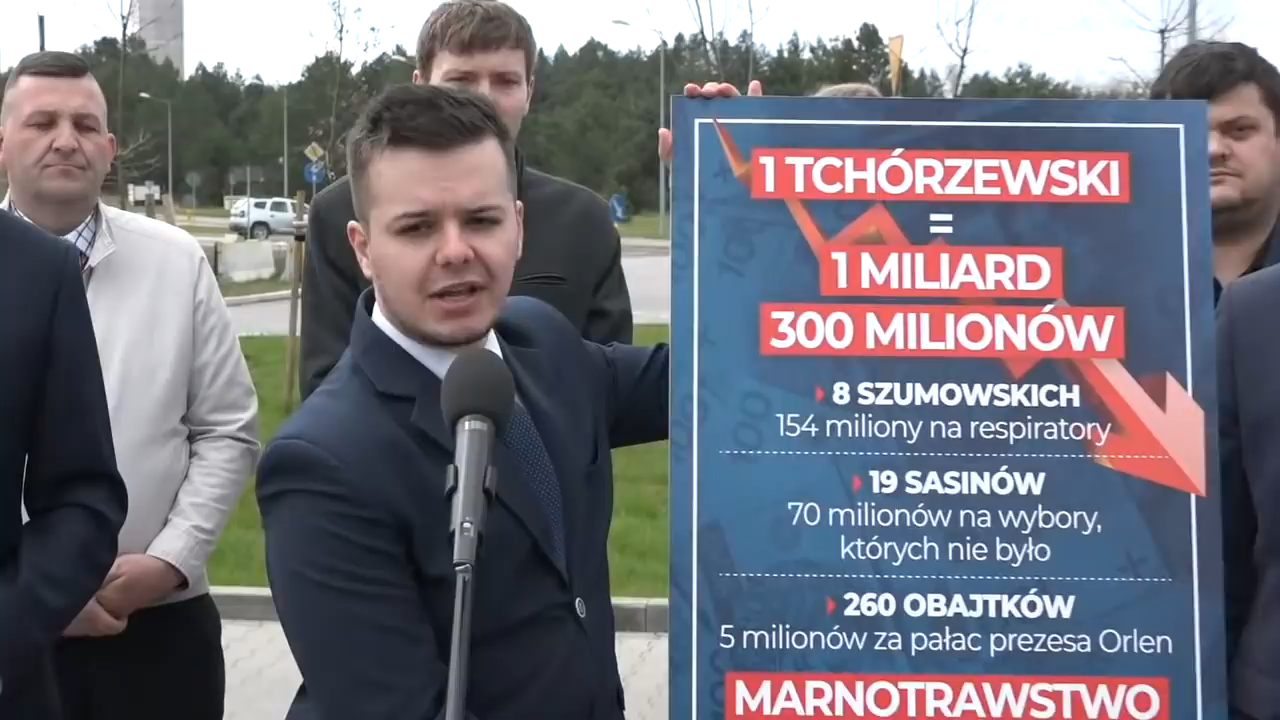 1 TCHÓRZEWSKI
=
1 MILIARD
300 MILIONÓW
8 SZUMOWSKICH
154 miliony na respiratory
19 SASINÓW
70 milionów na wybory,
których nie było
260 OBAJTKÓW
5 milionów za pałac prezesa Orlen
MARNOTRAWSTWO